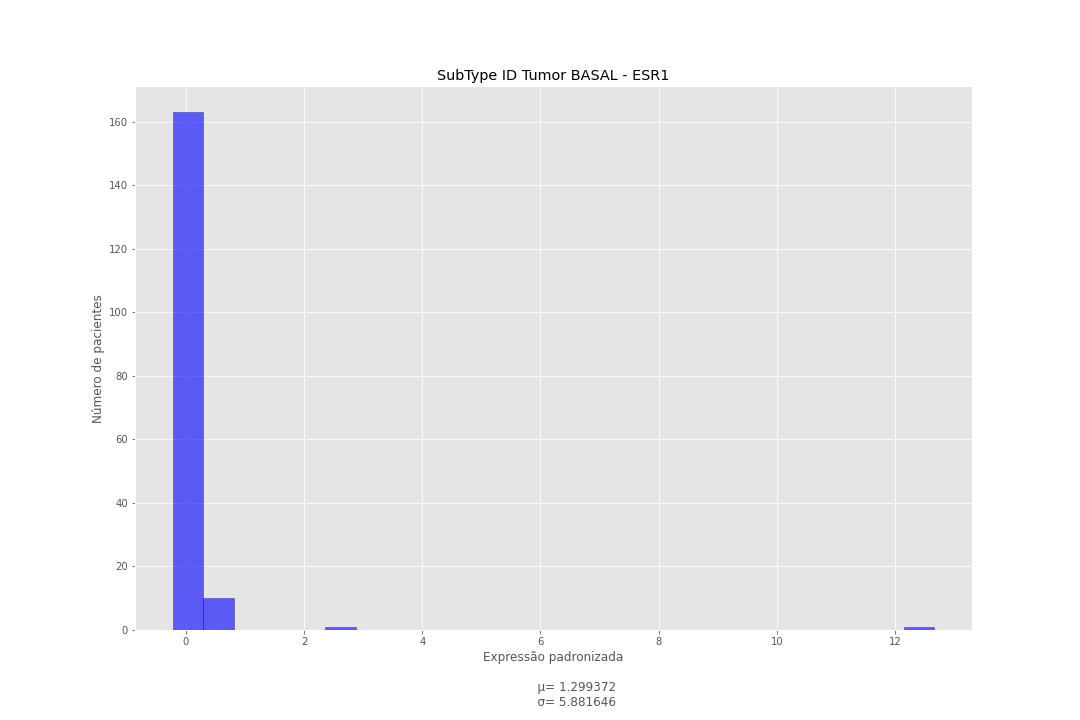 SubType ID Tumor BASAL - ESR1
160
140
120
100
80
60
40
20
0
Número de pacientes
0 2 4 6 8 10 12
Expressão padronizada
μ= 1.299372
σ= 5.881646